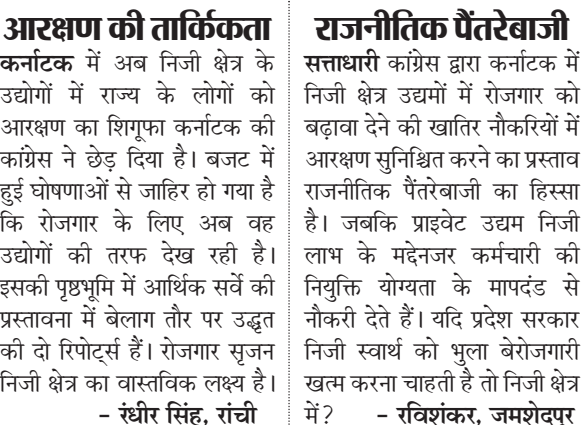 आरक्षण की तार्किकता
कर्नाटक में अब निजी क्षेत्र के
उद्योगों में राज्य के लोगों को
आरक्षण का शिगूफा कर्नाटक की
कांग्रेस ने छेड़ दिया है। बजट में
हुई घोषणाओं से जाहिर हो गया है
कि रोजगार के लिए अब वह
उद्योगों की तरफ देख रही है।
इसकी पृष्ठभूमि में आर्थिक सर्वे की
प्रस्तावना में बेलाग तौर पर उद्धृत
की दो रिपोर्ट्स हैं। रोजगार सृजन
निजी क्षेत्र का वास्तविक लक्ष्य है।
– रंधीर सिंह, रांची
राजनीतिक पैंतरेबाजी
सत्ताधारी कांग्रेस द्वारा कर्नाटक में
निजी क्षेत्र उद्यमों में रोजगार को
बढ़ावा देने की खातिर नौकरियों में
आरक्षण सुनिश्चित करने का प्रस्ताव
राजनीतिक पैंतरेबाजी का हिस्सा
है। जबकि प्राइवेट उद्यम निजी
लाभ के मद्देनजर कर्मचारी की
नियुक्ति योग्यता के मापदंड से
नौकरी देते हैं। यदि प्रदेश सरकार
निजी स्वार्थ को भुला बेरोजगारी
खत्म करना चाहती है तो निजी क्षेत्र
में? – रविशंकर, जमशेदपुर